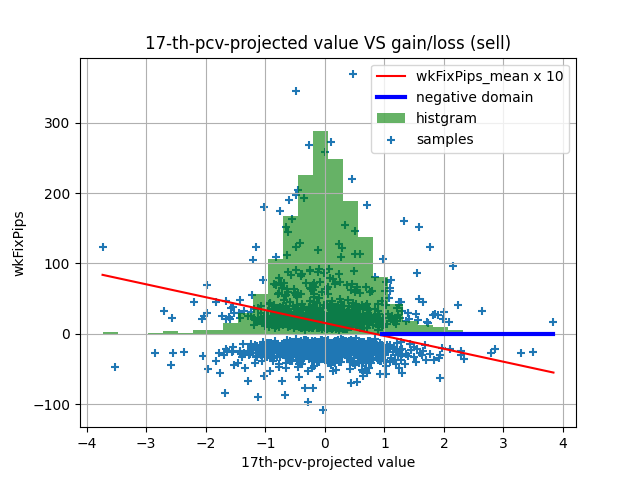 17-th-pcv-projected value VS gain/loss (sell)
wkFixPips_mean x 10
negative domain
histgram
samples
wkFixPips
300
200
100
0
−100
−4
−3
−2
−1
0
1
2
3
4
17th-pcv-projected value